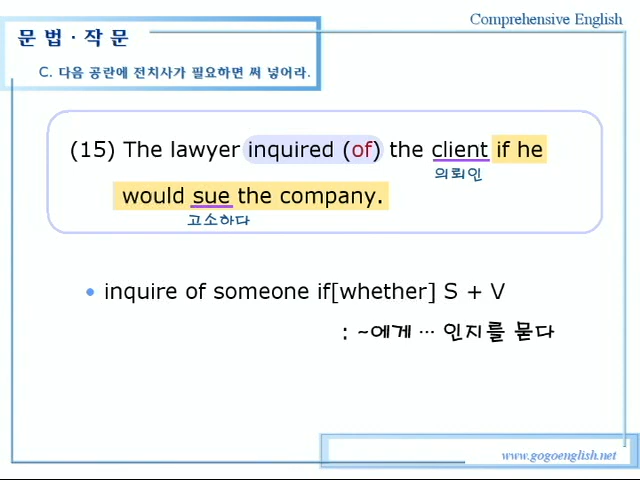 Comprehensive English
문 법 · 작 문
C. 다음 공란에 전치사가 필요하면 써 넣어라.
(15) The lawyer inquired (of) the client if he
의뢰인
would sue the company.
고소하다
• inquire of someone if[whether] S + V
: ~에게 … 인지를 묻다
www.gogoenglish.net